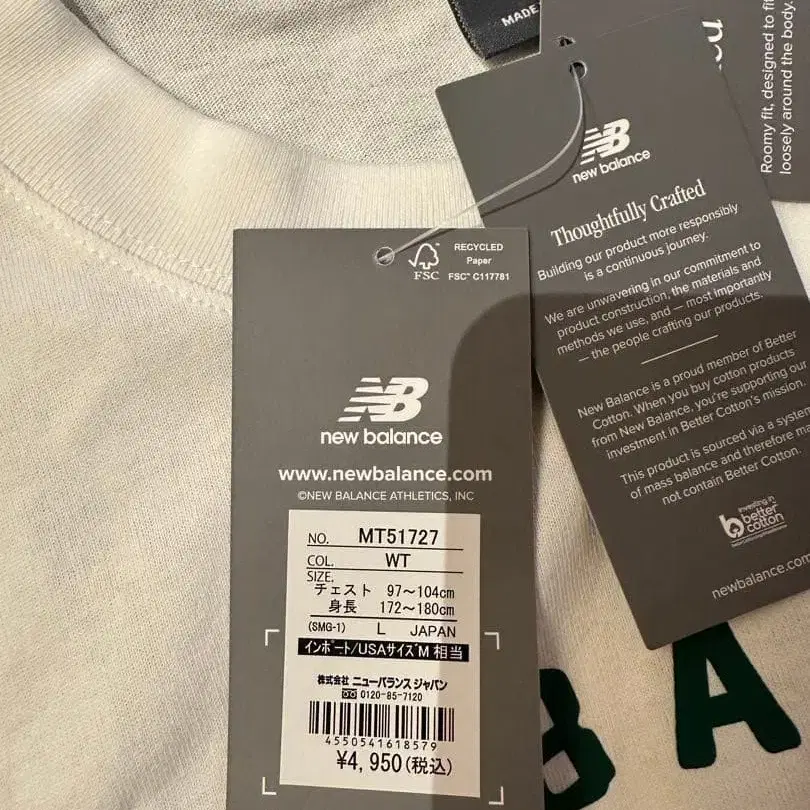 MADE
Roomy fit, designed to fi
loosely around the body.
NB
new balance
Thoughtfully Crafted
Building our product more responsibly
is a continuous journey.
We are unwavering in our commitment to
product construction, the materials and
methods we use, and — most importantly
— the people crafting our products.
New Balance is a proud member of Better
Cotton. When you buy cotton products
from New Balance, you're supporting our
investment in Better Cotton's mission.
This product is sourced via a syste
of mass balance and therefore ma
not contain Better Cotton.
investing in
better
cotton
newbalance.com
FSC
RECYCLED
Paper
FSC™ C117781
NB
new balance
www.newbalance.com
©NEW BALANCE ATHLETICS, INC
NO. MT51727
COL. WT
SIZE.
チェスト 97～104cm
身長 172～180cm
(SMG-1) L JAPAN
インポート/USAサイズM 相当
株式会社 ニューバランス ジャパン
0120-85-7120
4550541618579
¥4,950(税込)
B A